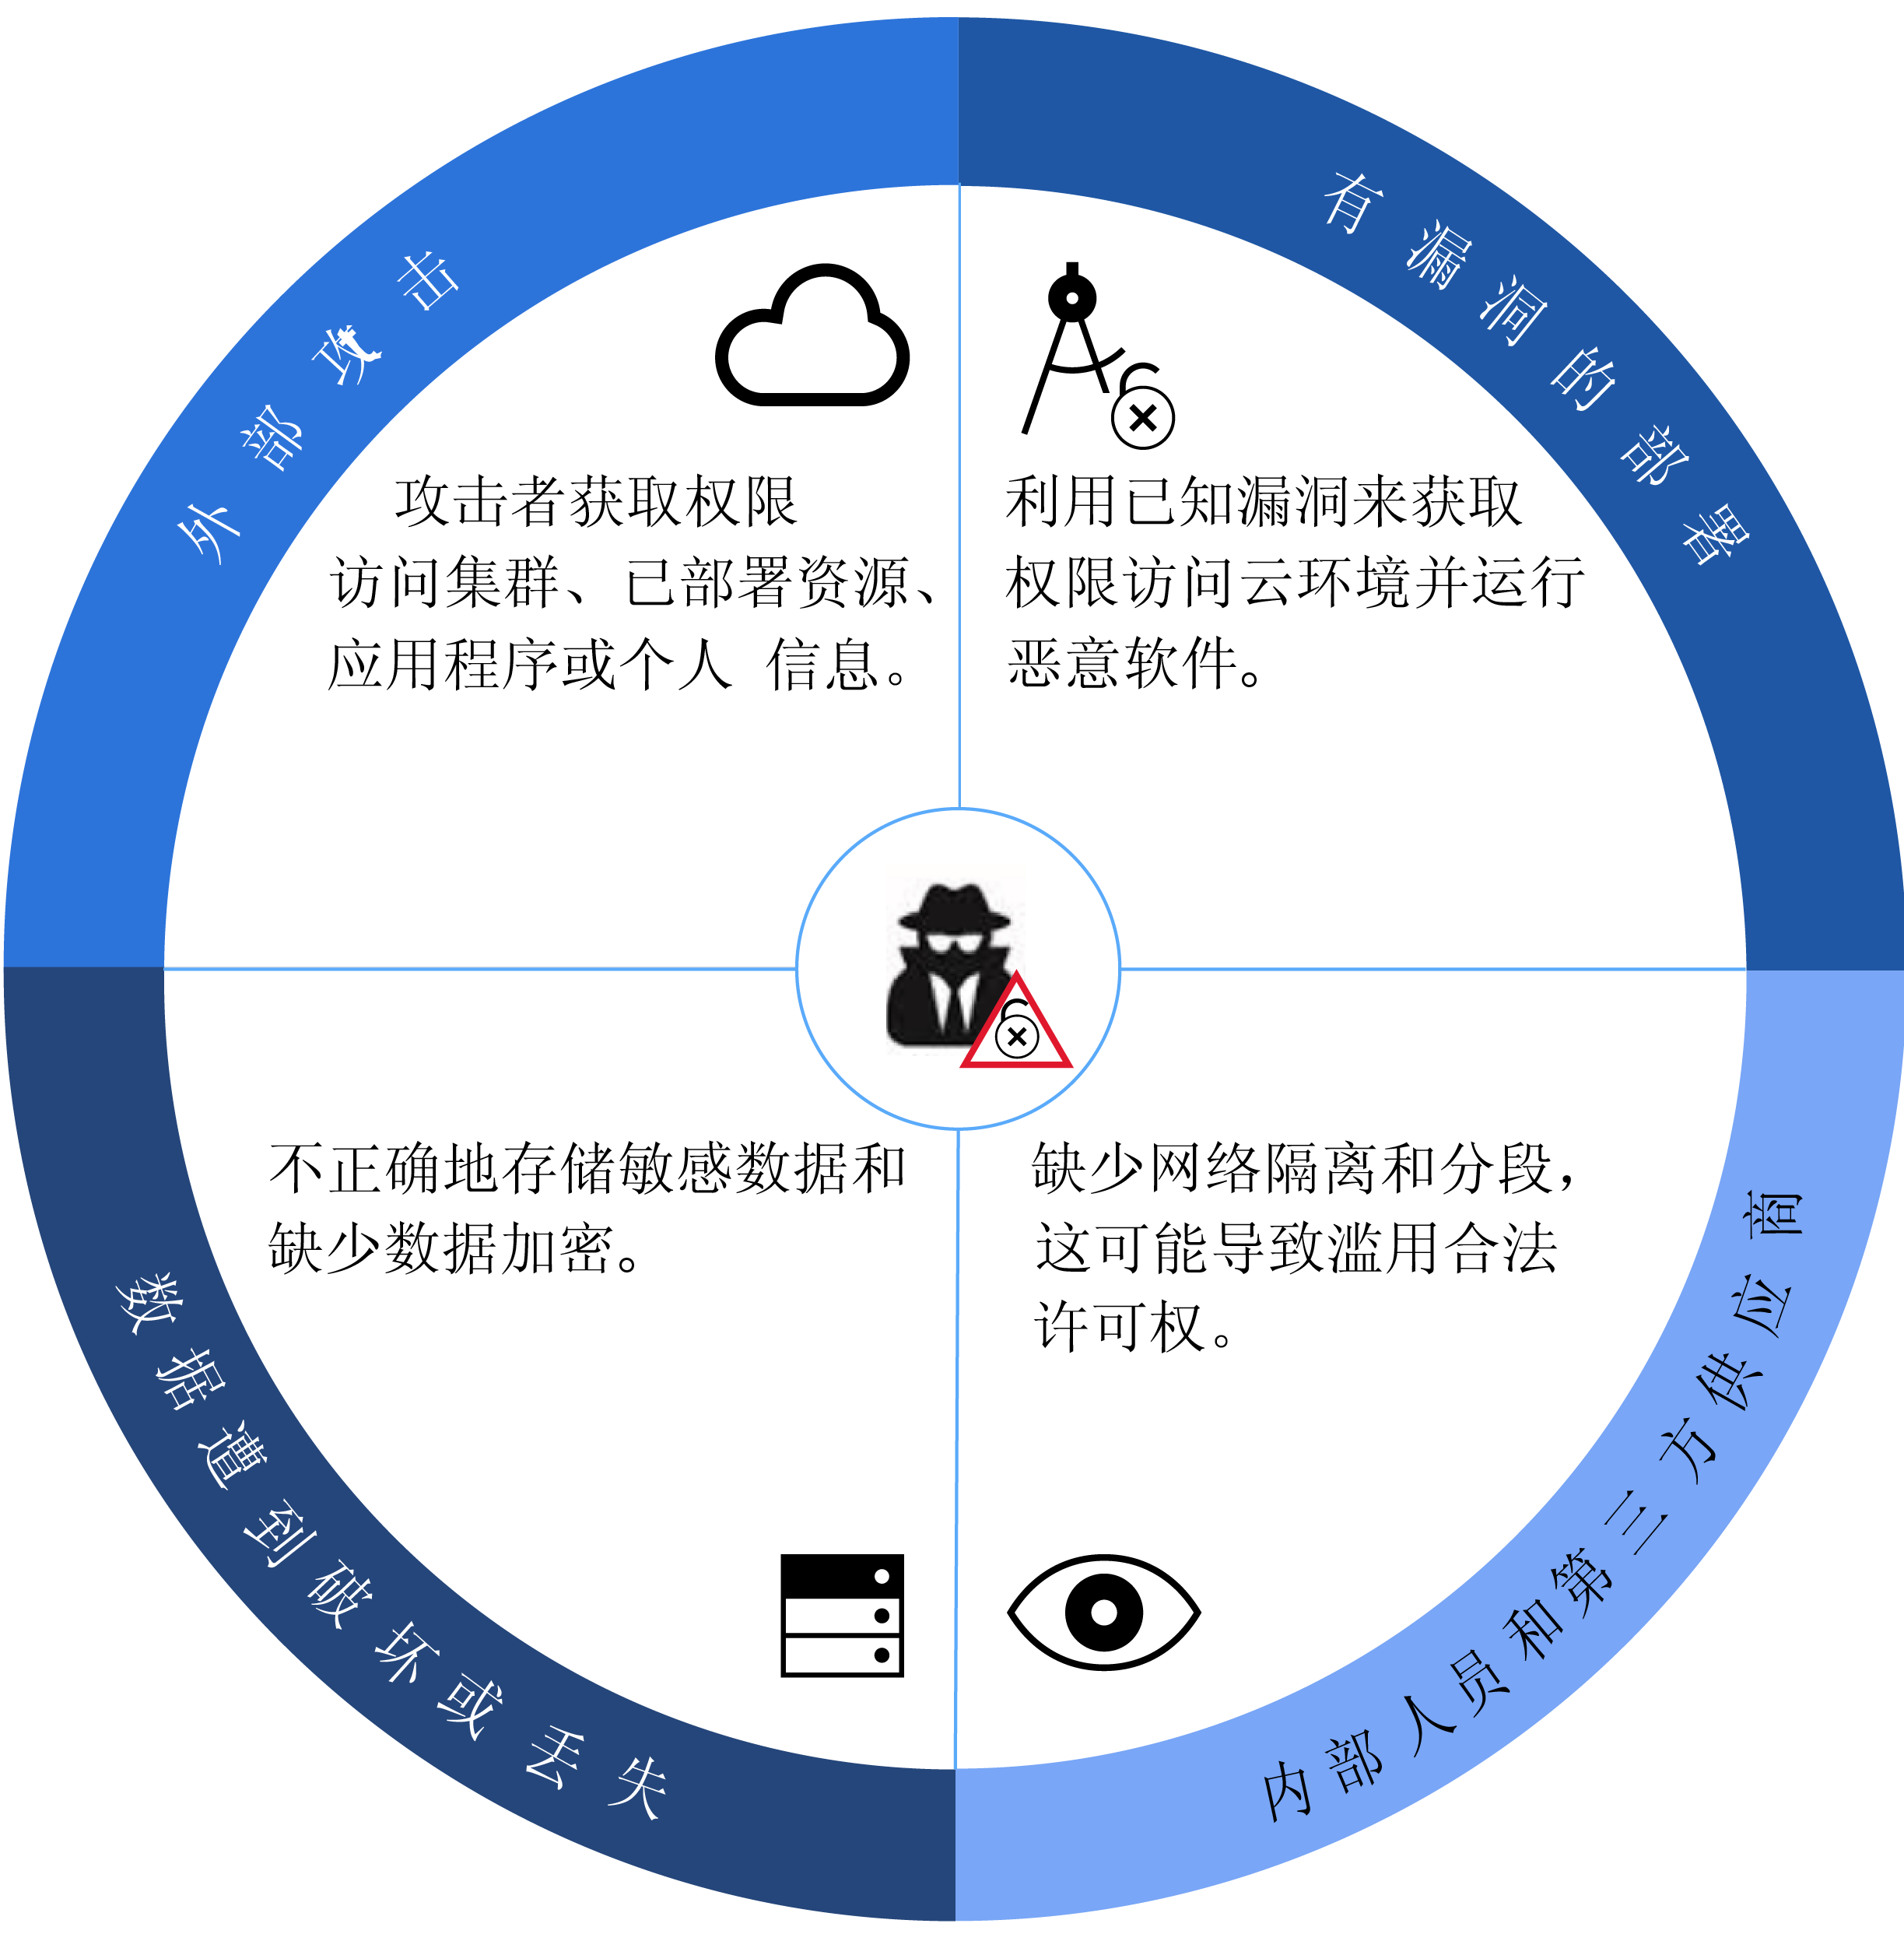 外部攻击
攻击者获取权限
访问集群、已部署资源、
应用程序或个人 信息。
有漏洞的部署
利用已知漏洞来获取
权限访问云环境并运行
恶意软件。
数据遭到破坏或丢失
不正确地存储敏感数据和
缺少数据加密。
内部人员和第三方供应商
缺少网络隔离和分段，
这可能导致滥用合法
许可权。